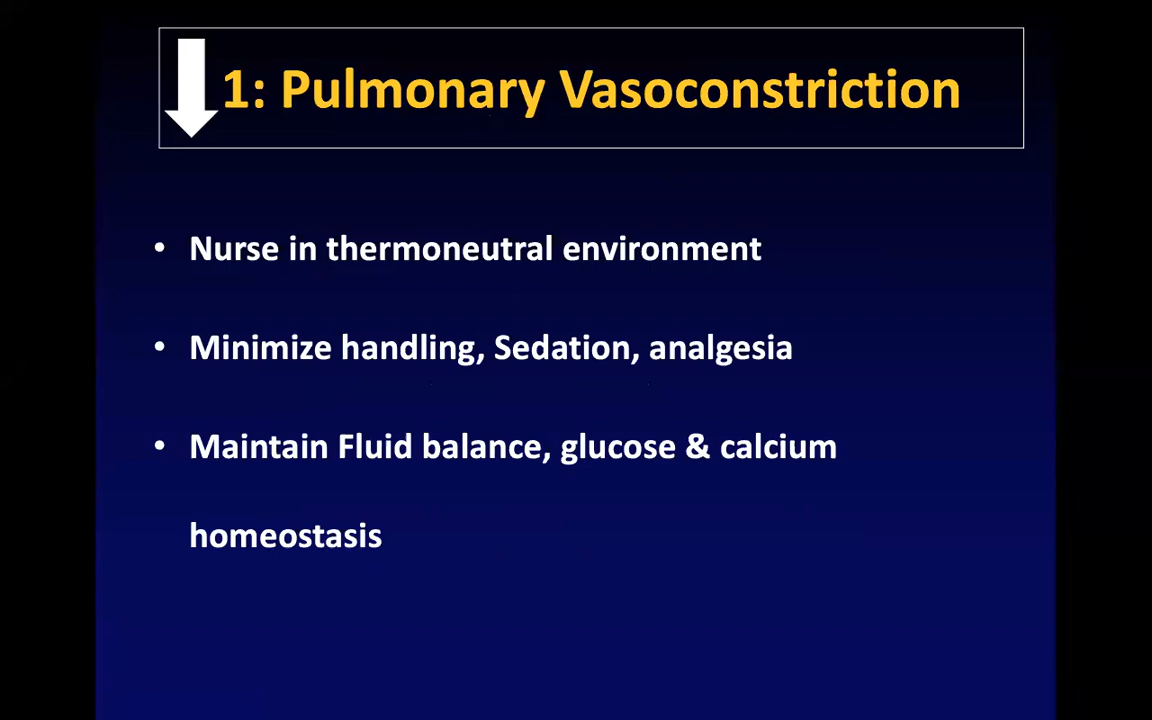 1: Pulmonary Vasoconstriction
• Nurse in thermoneutral environment
• Minimize handling, Sedation, analgesia
• Maintain Fluid balance, glucose & calcium
homeostasis